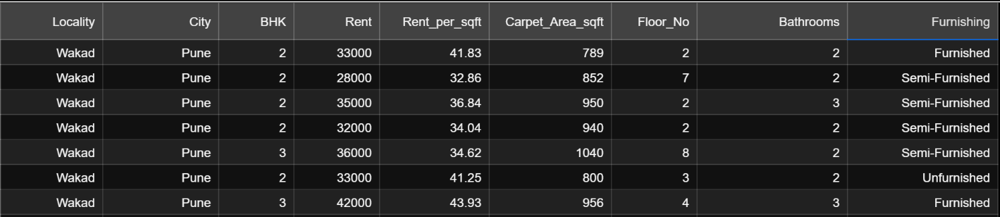 Locality City BHK Rent Rent_per_sqft Carpet_Area_sqft Floor_No Bathrooms Furnishing
Wakad Pune 2 33000 41.83 789 2 2 Furnished
Wakad Pune 2 28000 32.86 852 7 2 Semi-Furnished
Wakad Pune 2 35000 36.84 950 2 3 Semi-Furnished
Wakad Pune 2 32000 34.04 940 2 2 Semi-Furnished
Wakad Pune 3 36000 34.62 1040 8 2 Semi-Furnished
Wakad Pune 2 33000 41.25 800 3 2 Unfurnished
Wakad Pune 3 42000 43.93 956 4 3 Furnished